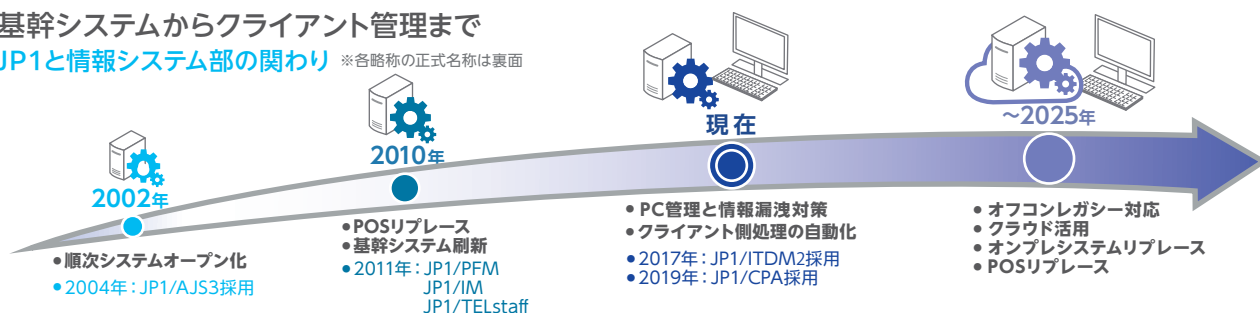 基幹システムからクライアント管理まで
JP1と情報システム部の関わり ※各略称の正式名称は裏面
2002年
●順次システムオープン化
●2004年：JP1/AJS3採用
2010年
●POSリプレース
●基幹システム刷新
●2011年：JP1/PFM
JP1/IM
JP1/TELstaff
現在
● PC管理と情報漏洩対策
●クライアント側処理の自動化
●2017年：JP1/ITDM2採用
●2019年：JP1/CPA採用
～2025年
● オフコンレガシー対応
● クラウド活用
● オンプレシステムリプレース
● POSリプレース